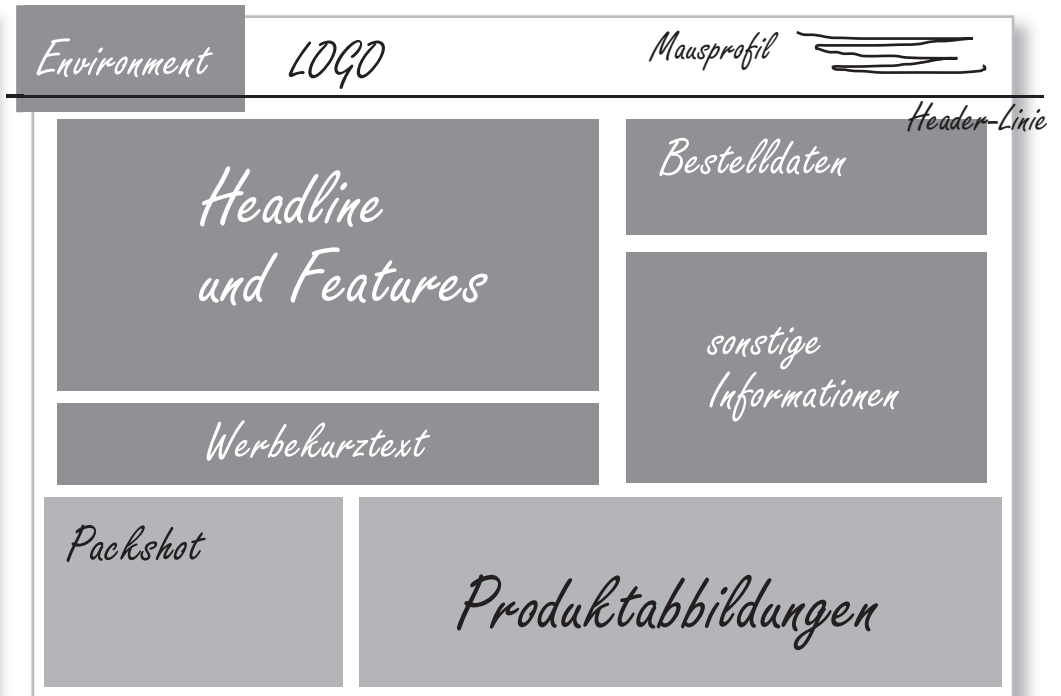 Environment
LOGO
Mausprofil
Header-Linie
Headline
und Features
Bestelldaten
sonstige
Informationen
Werbekurztext
Packshot
Produktabbildungen